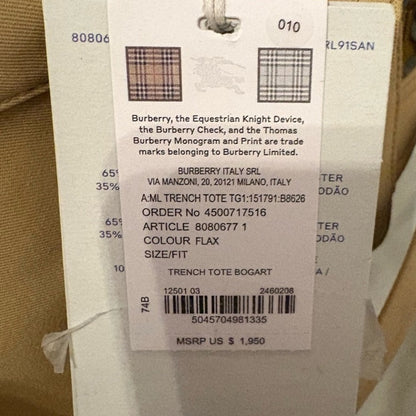 010
80806
RL91SAN
Burberry, the Equestrian Knight Device,
the Burberry Check, and the Thomas
Burberry Monogram and Print are trade
marks belonging to Burberry Limited.
BURBERRY ITALY SRL
VIA MANZONI, 20, 20121 MILANO, ITALY
65%
35%
A:ML TRENCH TOTE TG1:151791:B8626
ORDER No 4500717516
ARTICLE 8080677 1
COLOUR FLAX
SIZE/FIT
TRENCH TOTE BOGART
TER
ODÃO
65
35%
TER
ODÃO
10
A /
74B
12501 03 2460208
5045704981335
MSRP US $ 1,950